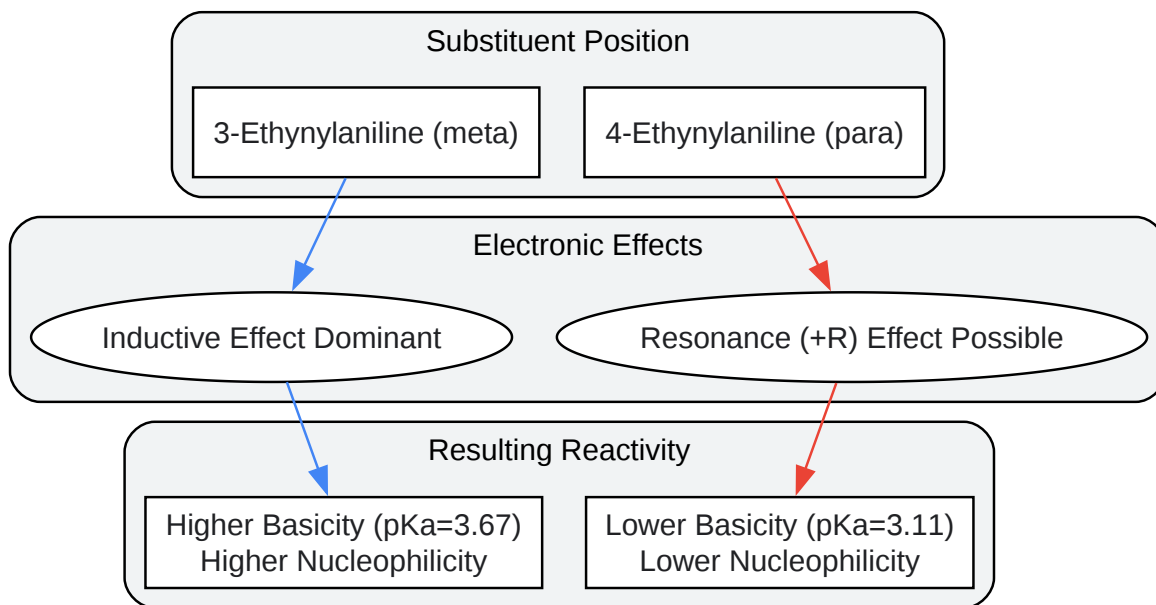 Substituent Position
3-Ethynylaniline (meta)
4-Ethynylaniline (para)
Electronic Effects
Inductive Effect Dominant
Resonance (+R) Effect Possible
Resulting Reactivity
Higher Basicity (pKa=3.67)
Higher Nucleophilicity
Lower Basicity (pKa=3.11)
Lower Nucleophilicity